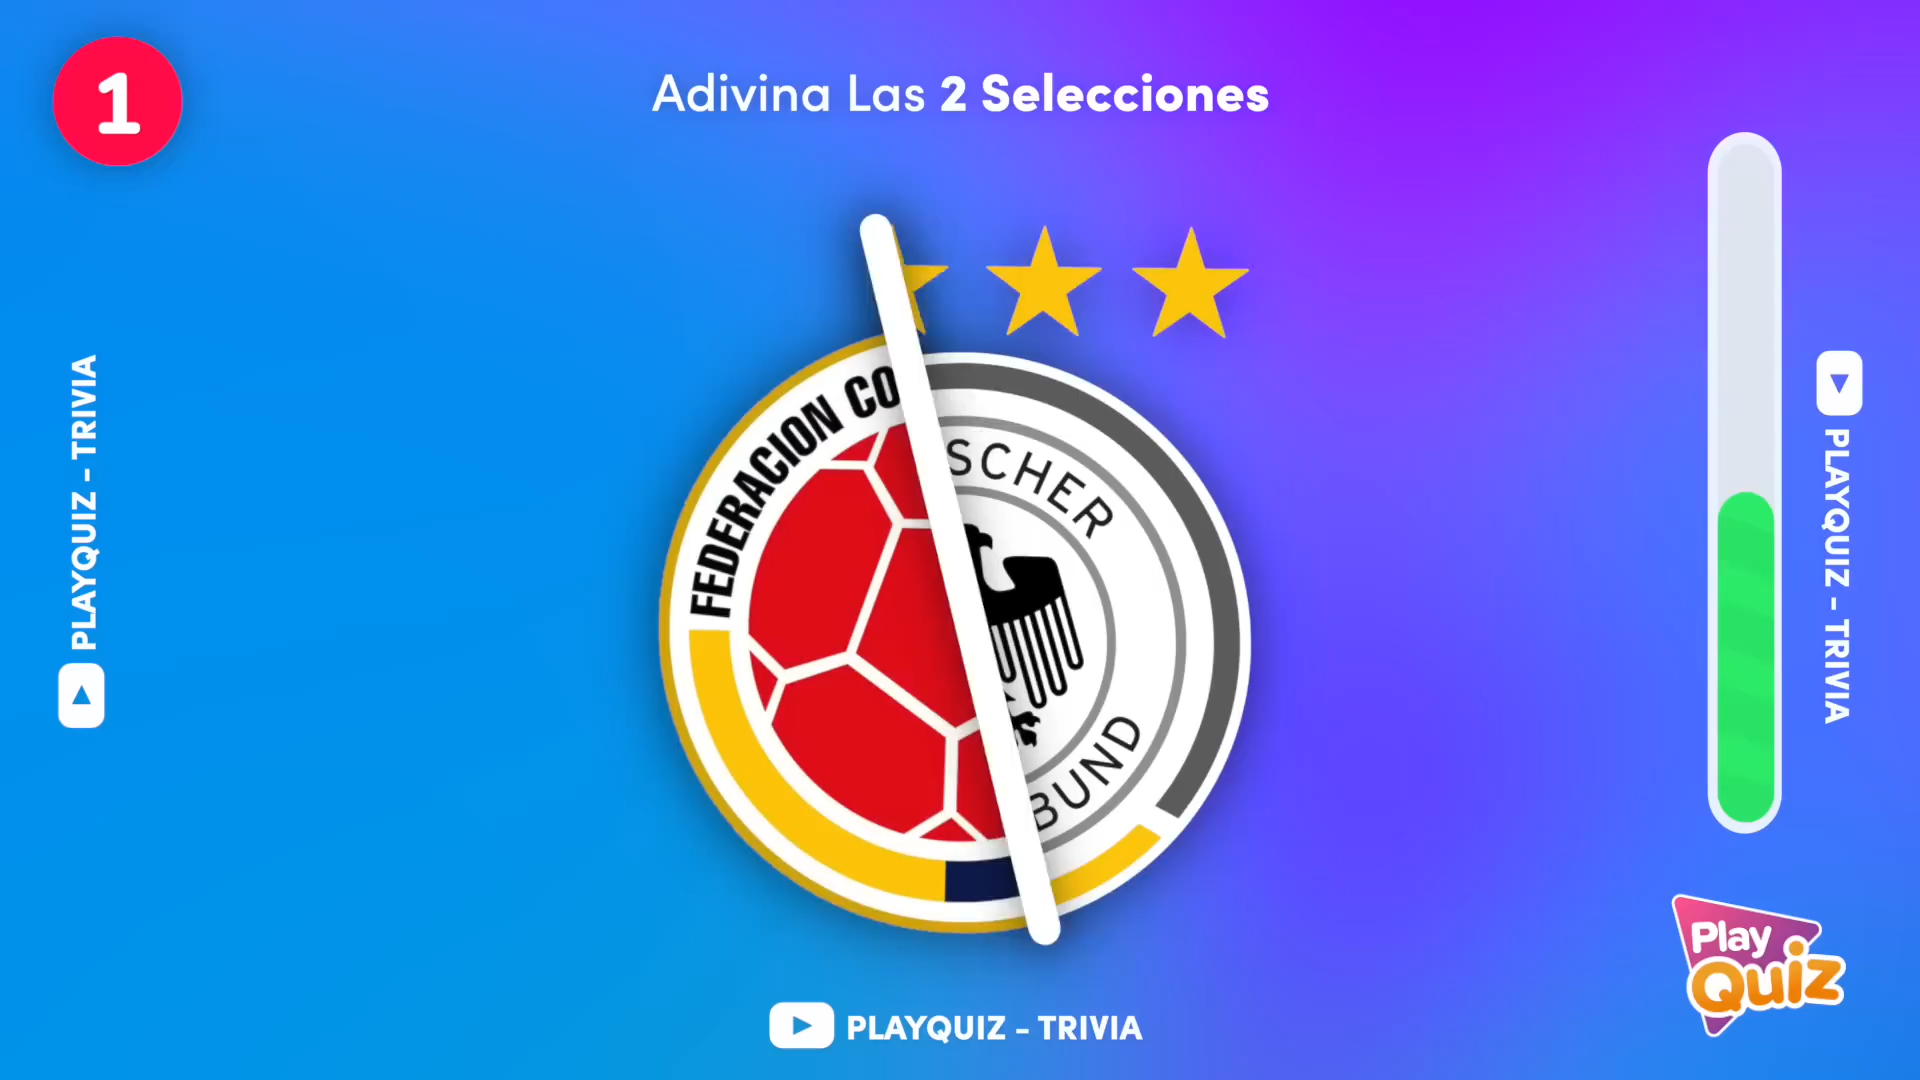 1
Adivina Las 2 Selecciones
FEDERACION CO
SCHER
BUND
PLAYQUIZ - TRIVIA
PLAYQUIZ - TRIVIA
Play
Quiz
PLAYQUIZ - TRIVIA